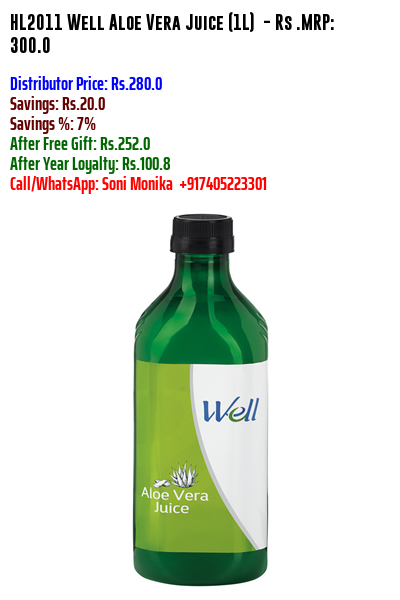 HL2011 Well Aloe Vera Juice (1L) - Rs .MRP:
300.0
Distributor Price: Rs.280.0
Savings: Rs.20.0
Savings %: 7%
After Free Gift: Rs.252.0
After Year Loyalty: Rs.100.8
Call/WhatsApp: Soni Monika +917405223301
Well
Aloe Vera
Juice